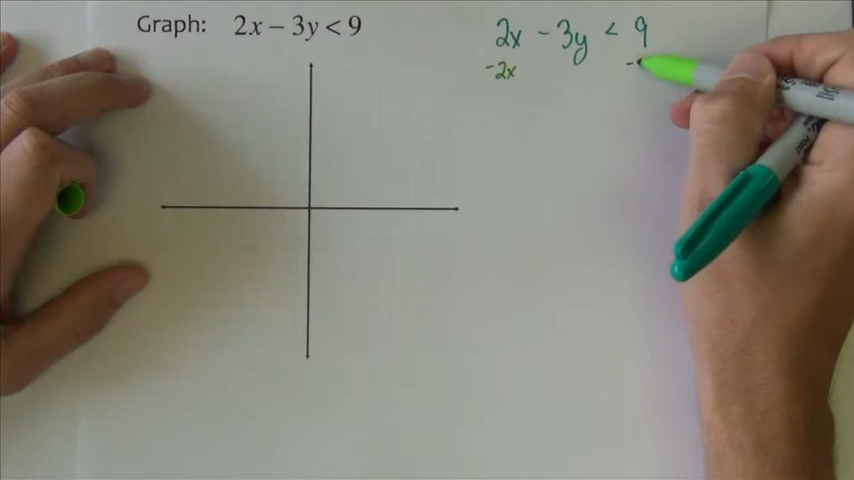 Graph: 2x − 3y < 9
2x - 3y < 9
-2x -